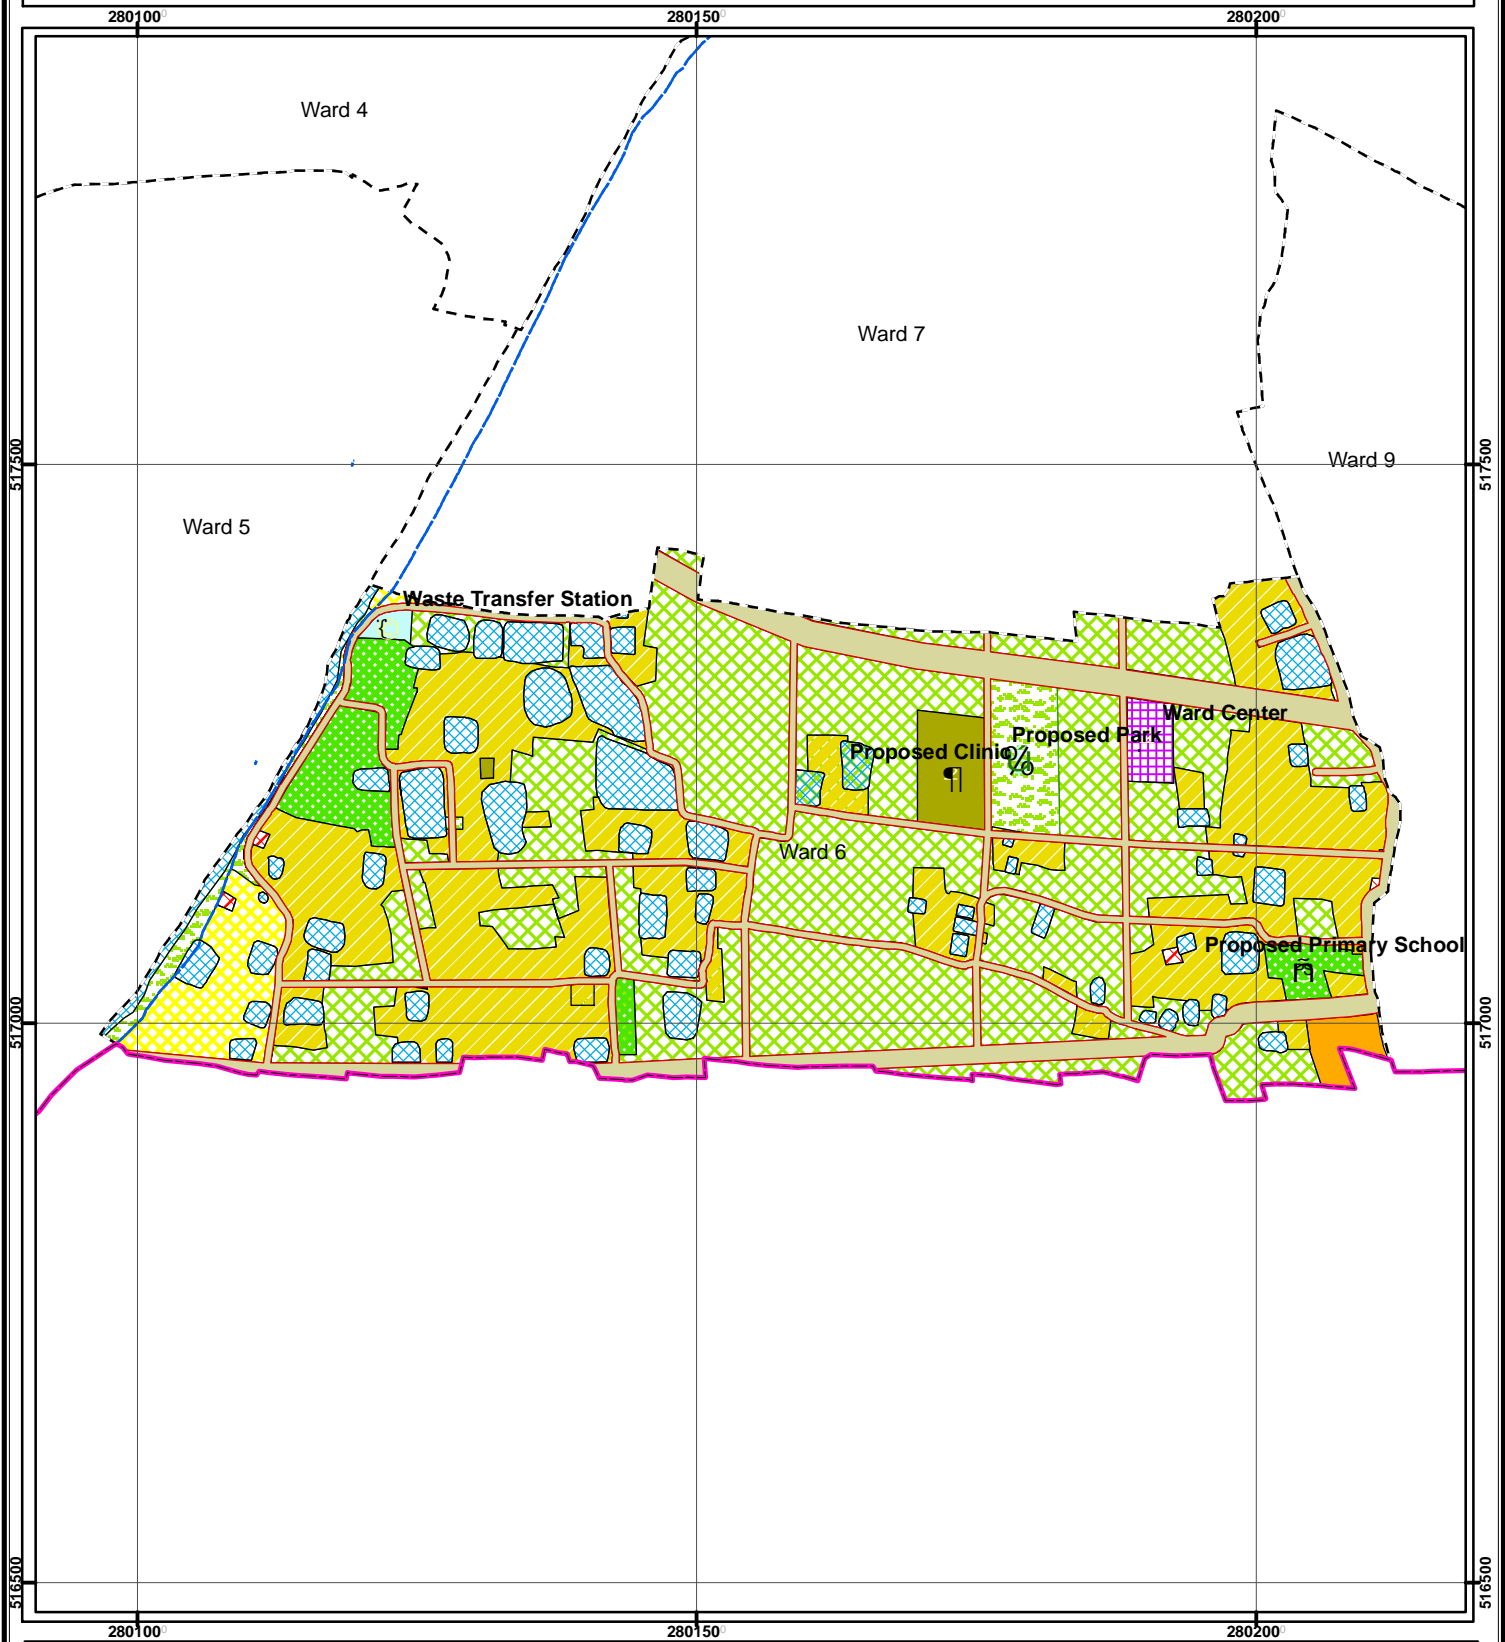 280100
280150
280200
Ward 4
Ward 7
517500
517500
Ward 9
Ward 5
Waste Transfer Station
Ward Center
Proposed Park
Proposed Clinic
Ward 6
Proposed Primary School
517000
517000
516500
516500
280100
280150
280200